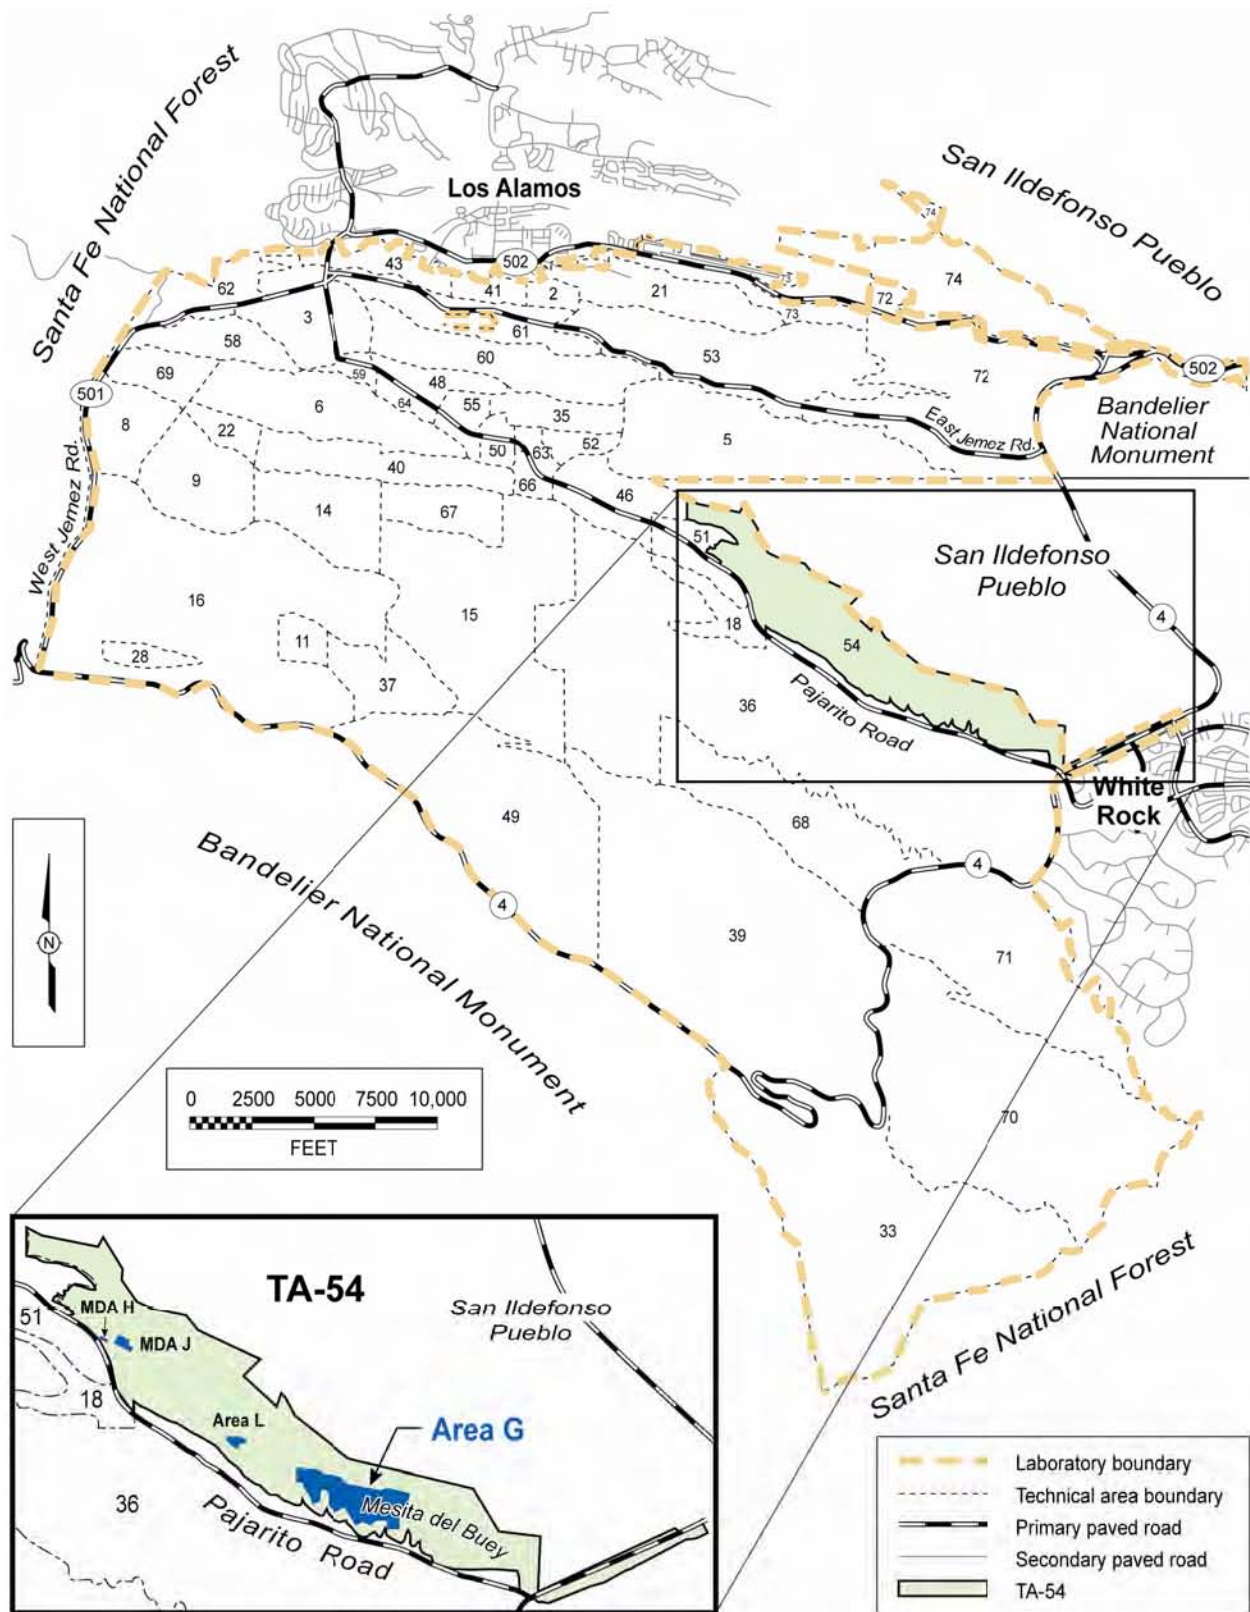 Santa Fe National Forest
Los Alamos
San Ildefonso Pueblo
74
43
502
62
41
2
21
73
72
74
3
73
61
58
60
53
502
69
59
48
72
501
6
64
55
35
Bandelier
National
Monument
8
22
East Jemez Rd.
50
63
52
5
9
40
66
46
14
67
51
San Ildefonso
Pueblo
West Jemez Rd.
16
15
18
4
11
54
28
37
36
Pajarito Road
White
Rock
49
68
Bandelier National Monument
4
4
39
71
N
0 2500 5000 7500 10,000
FEET
70
33
Santa Fe National Forest
TA-54
San Ildefonso
Pueblo
MDA H
51
MDA J
18
Area L
Area G
36
Mesita del Buey
Pajarito Road
Laboratory boundary
Technical area boundary
Primary paved road
Secondary paved road
TA-54